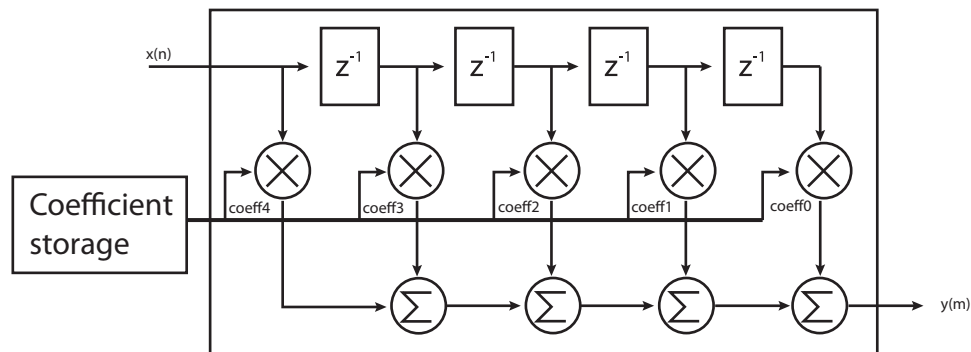 x(n)
z⁻¹ z⁻¹ z⁻¹ z⁻¹
Coefficient
storage
coeff4 coeff3 coeff2 coeff1 coeff0
Σ Σ Σ Σ
y(m)